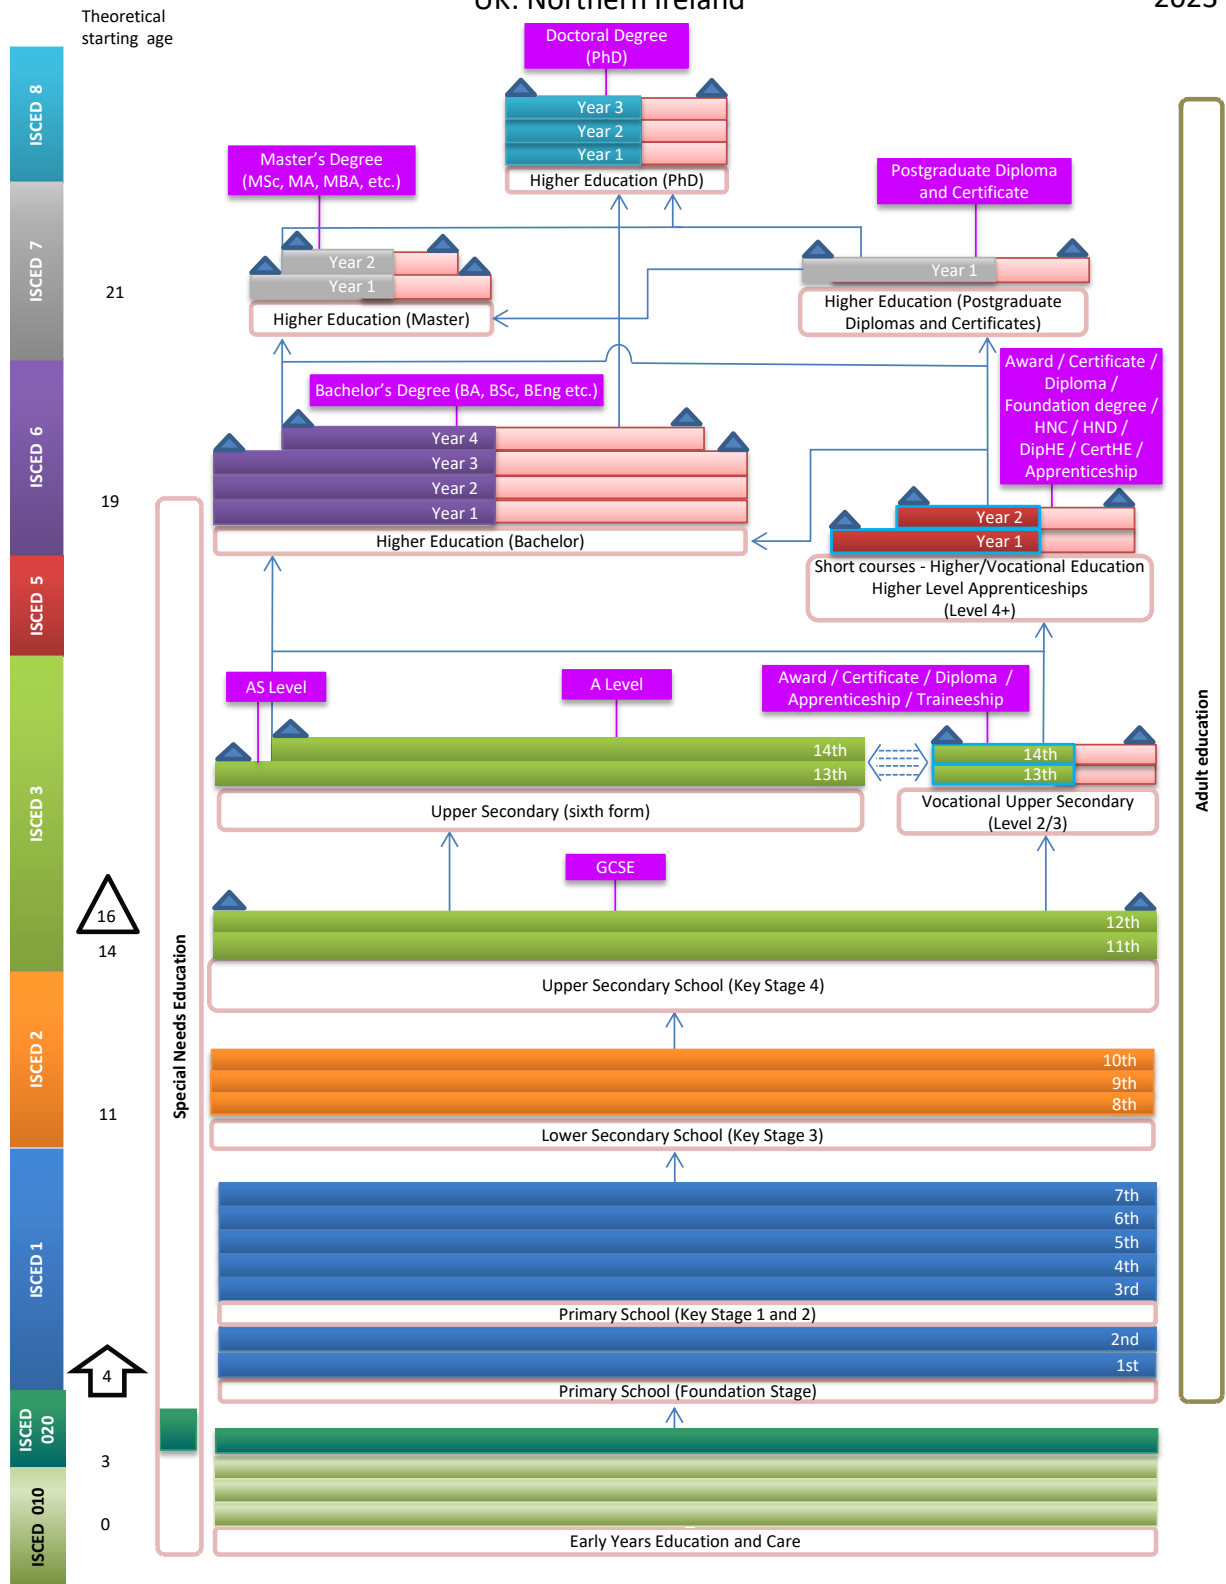 UK: Northern Ireland
2025
Theoretical
starting age
Doctoral Degree
(PhD)
ISCED 8
Year 3
Year 2
Year 1
Higher Education (PhD)
Master's Degree
(MSc, MA, MBA, etc.)
Postgraduate Diploma
and Certificate
ISCED 7
21
Year 2
Year 1
Higher Education (Master)
Year 1
Higher Education (Postgraduate
Diplomas and Certificates)
Award / Certificate /
Diploma /
Foundation degree /
HNC / HND /
DipHE / CertHE /
Apprenticeship
Bachelor's Degree (BA, BSc, BEng etc.)
ISCED 6
19
Year 4
Year 3
Year 2
Year 1
Higher Education (Bachelor)
Year 2
Year 1
Short courses - Higher/Vocational Education
Higher Level Apprenticeships
(Level 4+)
ISCED 5
AS Level
A Level
Award / Certificate / Diploma /
Apprenticeship / Traineeship
ISCED 3
14th
13th
Upper Secondary (sixth form)
14th
13th
Vocational Upper Secondary
(Level 2/3)
Adult education
GCSE
16
14
12th
11th
Upper Secondary School (Key Stage 4)
Special Needs Education
ISCED 2
11
10th
9th
8th
Lower Secondary School (Key Stage 3)
ISCED 1
7th
6th
5th
4th
3rd
Primary School (Key Stage 1 and 2)
2nd
1st
4
Primary School (Foundation Stage)
ISCED
020
3
ISCED 010
0
Early Years Education and Care